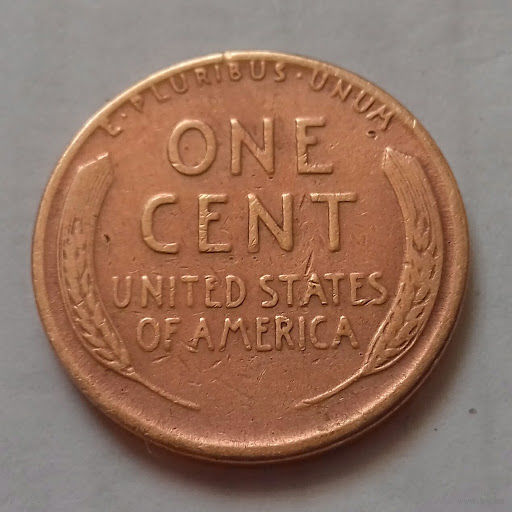 E·PLURIBUS·UNUM
ONE
CENT
UNITED STATES
OF AMERICA